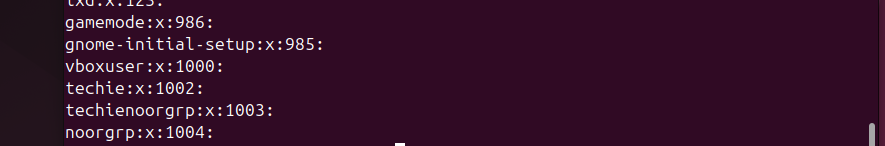 gamemode:x:986:
gnome-initial-setup:x:985:
vboxuser:x:1000:
techie:x:1002:
techienoorgrp:x:1003:
noorgrp:x:1004: